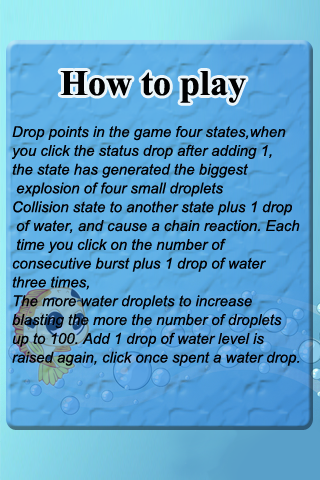 How to play
Drop points in the game four states,when
you click the status drop after adding 1,
the state has generated the biggest
explosion of four small droplets
Collision state to another state plus 1 drop
of water, and cause a chain reaction. Each
time you click on the number of
consecutive burst plus 1 drop of water
three times,
The more water droplets to increase
blasting the more the number of droplets
up to 100. Add 1 drop of water level is
raised again, click once spent a water drop.